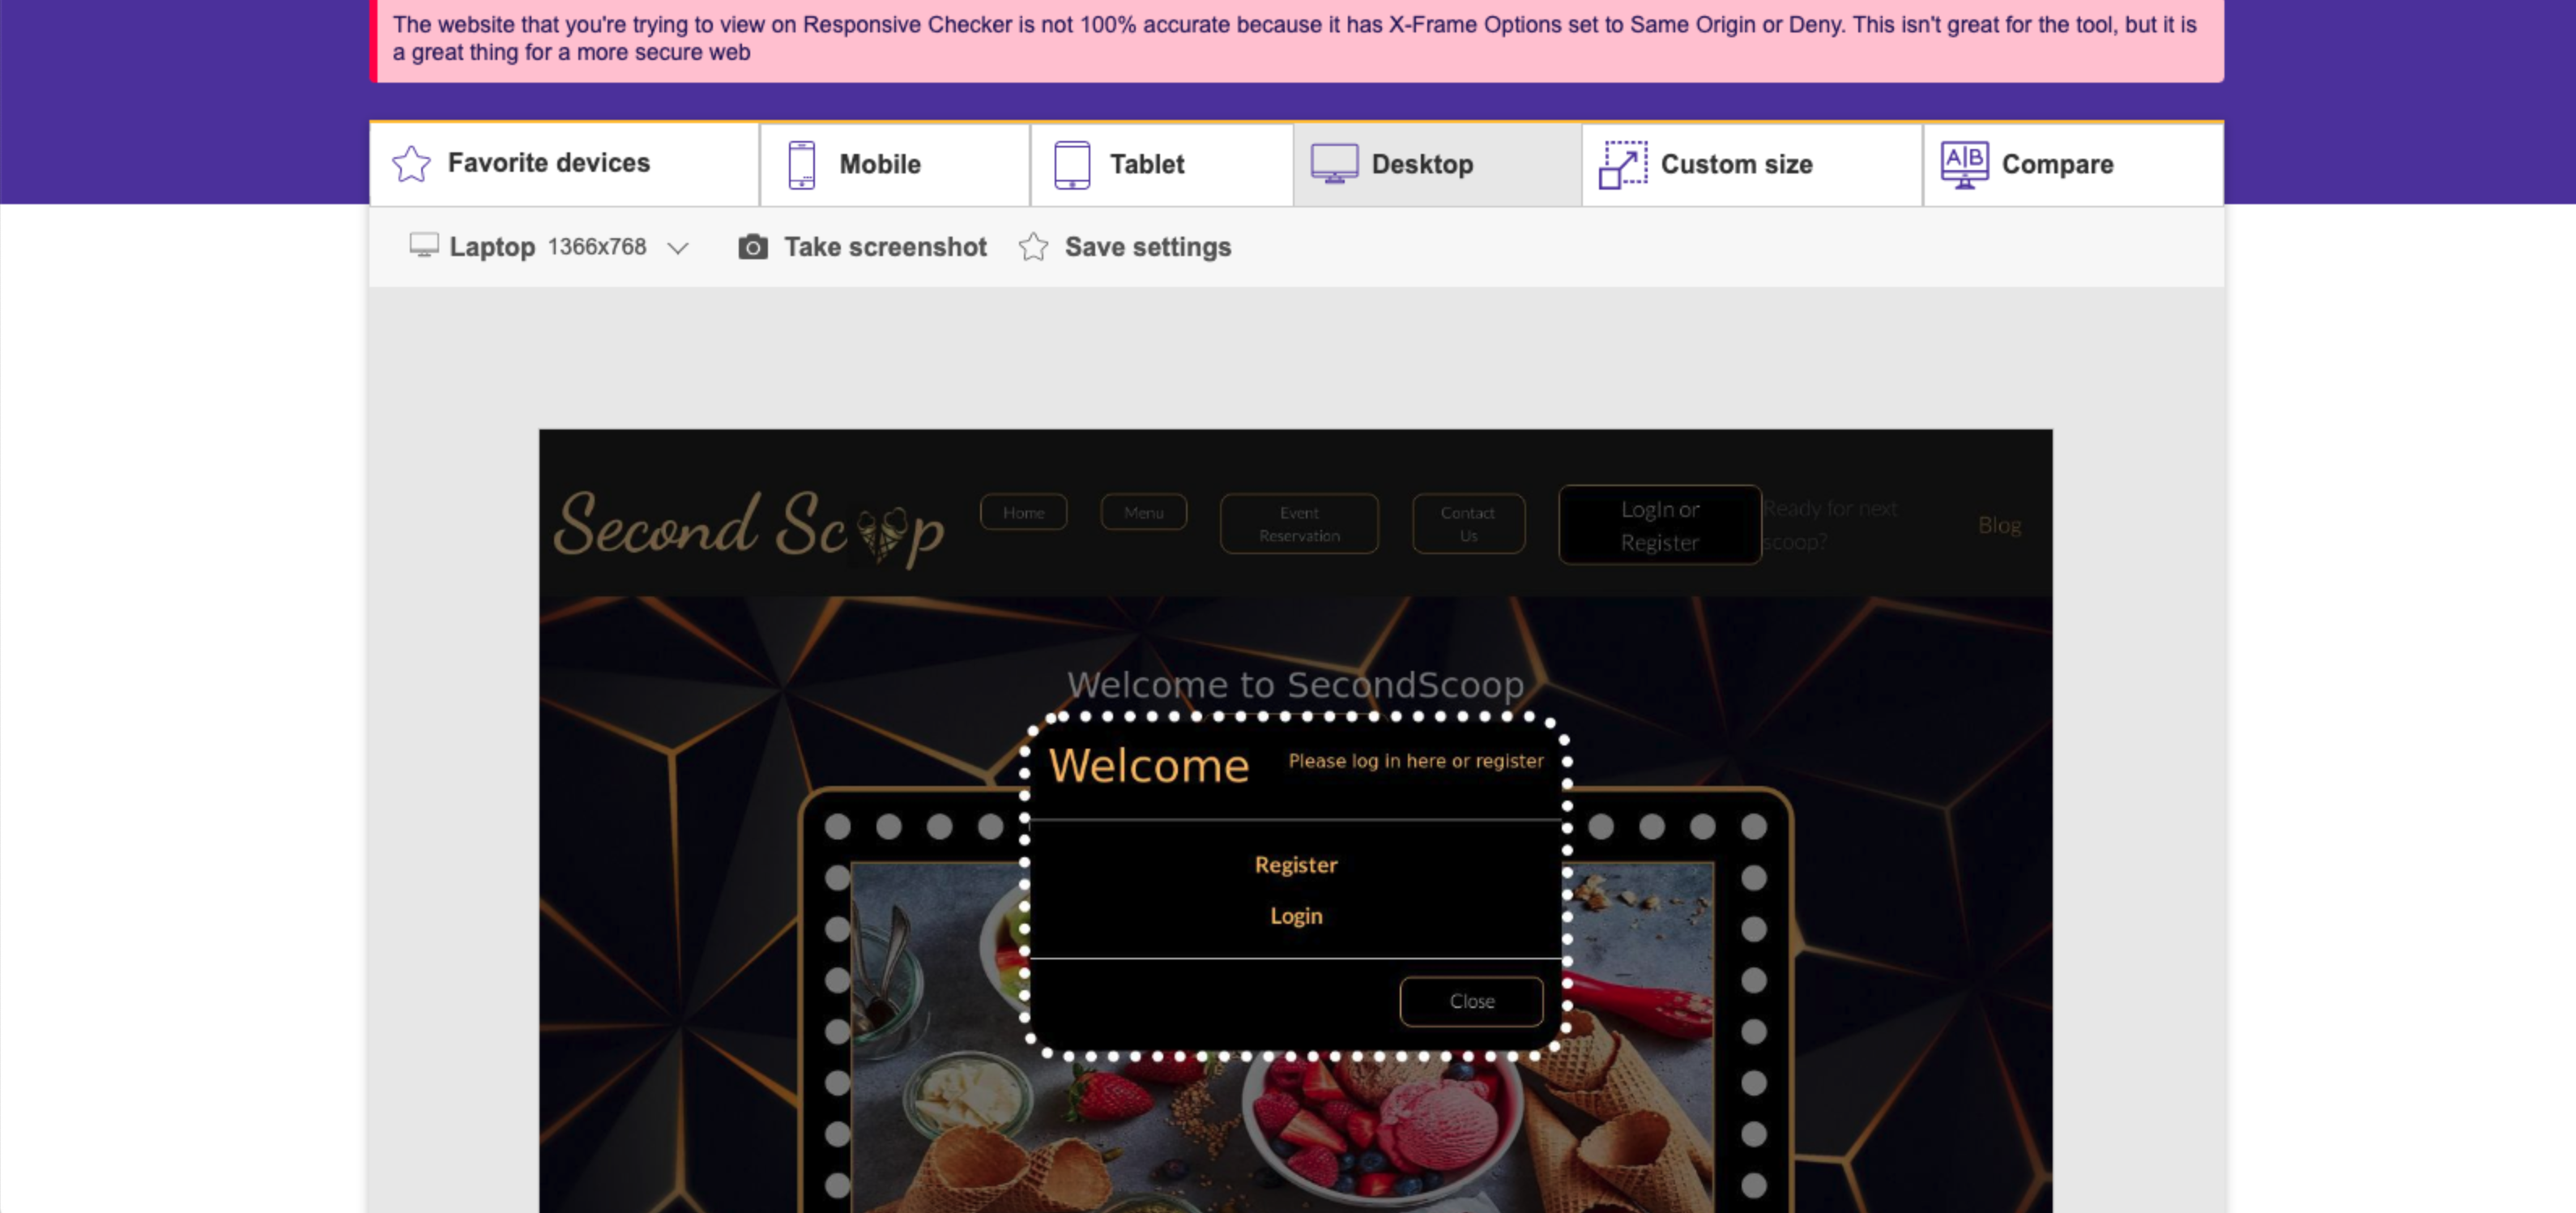 The website that you're trying to view on Responsive Checker is not 100% accurate because it has X-Frame Options set to Same Origin or Deny. This isn't great for the tool, but it is
a great thing for a more secure web
Favorite devices
Mobile
Tablet
Desktop
Custom size
A|B Compare
Laptop 1366x768
Take screenshot
Save settings
Second Scoop
Home
Menu
Event
Reservation
Contact
Us
LogIn or
Register
Ready for next
scoop?
Blog
Welcome to SecondScoop
Welcome
Please log in here or register
Register
Login
Close